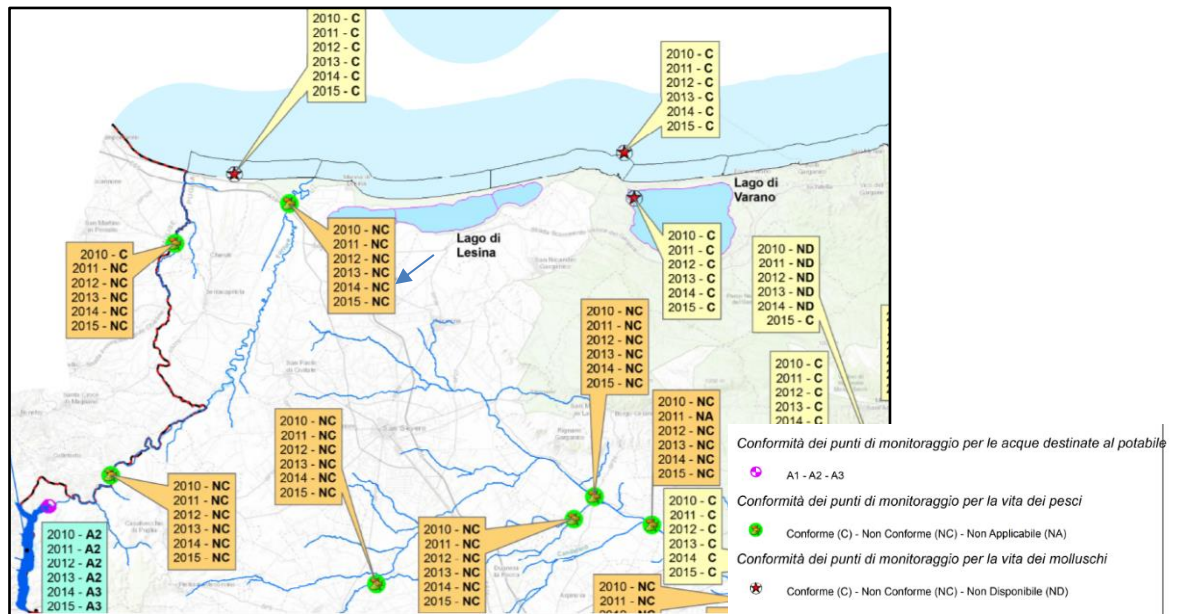 2010 - C
2011 - C
2012 - C
2013 - C
2014 - C
2015 - C
2010 - C
2011 - C
2012 - C
2013 - C
2014 - C
2015 - C
Lago di
Varano
2010 - NC
2011 - NC
2012 - NC
2013 - NC
2014 - NC
2015 - NC
Lago di
Lesina
2010 - C
2011 - NC
2012 - NC
2013 - NC
2014 - NC
2015 - NC
2010 - C
2011 - C
2012 - C
2013 - C
2014 - C
2015 - C
2010 - ND
2011 - ND
2012 - ND
2013 - ND
2014 - ND
2015 - C
2010 - NC
2011 - NC
2012 - NC
2013 - NC
2014 - NC
2015 - NC
2010 - C
2011 - C
2012 - C
2013 - C
2014 - C
2010 - NC
2011 - NA
2012 - NC
2013 - NC
2014 - NC
2015 - NC
2010 - NC
2011 - NC
2012 - NC
2013 - NC
2014 - NC
2015 - NC
San Severo
2010 - NC
2011 - NC
2012 - NC
2013 - NC
2014 - NC
2015 - NC
2010 - C
2011 - C
2012 - C
2013 - C
2014 - C
2015 - C
2010 - NC
2011 - NC
2012 - NC
2013 - NC
2014 - NC
2015 - NC
2010 - A2
2011 - A2
2012 - A2
2013 - A2
2014 - A3
2015 - A3
2010 - NC
2011 - NC
Conformità dei punti di monitoraggio per le acque destinate al potabile
A1 - A2 - A3
Conformità dei punti di monitoraggio per la vita dei pesci
Conforme (C) - Non Conforme (NC) - Non Applicabile (NA)
Conformità dei punti di monitoraggio per la vita dei molluschi
Conforme (C) - Non Conforme (NC) - Non Disponibile (ND)